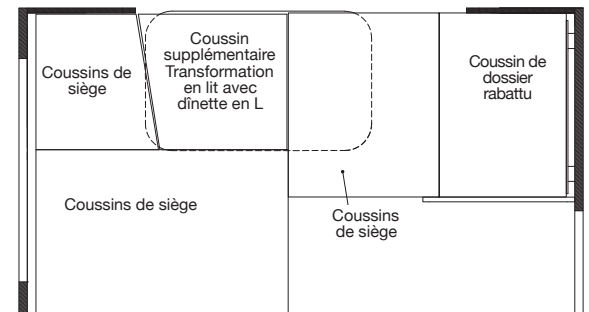 Coussins de
siège
Coussin
supplémentaire
Transformation
en lit avec
dînette en L
Coussin de
dossier
rabattu
Coussins de siège
Coussins
de siège